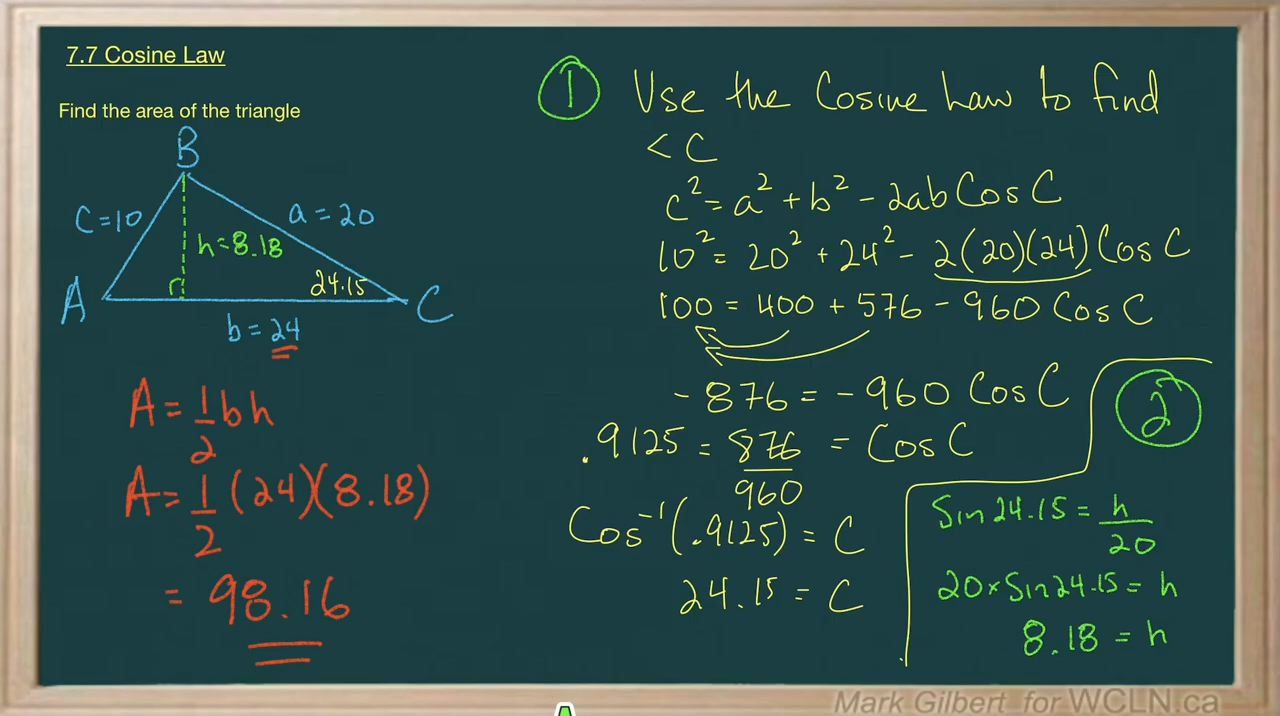 7.7 Cosine Law
Find the area of the triangle
B
C=10
a = 20
h=8.18
24.15
A
C
b = 24
A = 1/2 bh
A = 1/2 (24)(8.18)
= 98.16
1
Use the Cosine Law to find
< C
c² = a² + b² - 2ab Cos C
10² = 20² + 24² - 2(20)(24) Cos C
100 = 400 + 576 - 960 Cos C
- 876 = - 960 Cos C
.9125 = 876/960 = Cos C
Cos⁻¹ (.9125) = C
24.15 = C
2
Sin 24.15 = h/20
20 x Sin 24.15 = h
8.18 = h
Mark Gilbert for WCLN.ca